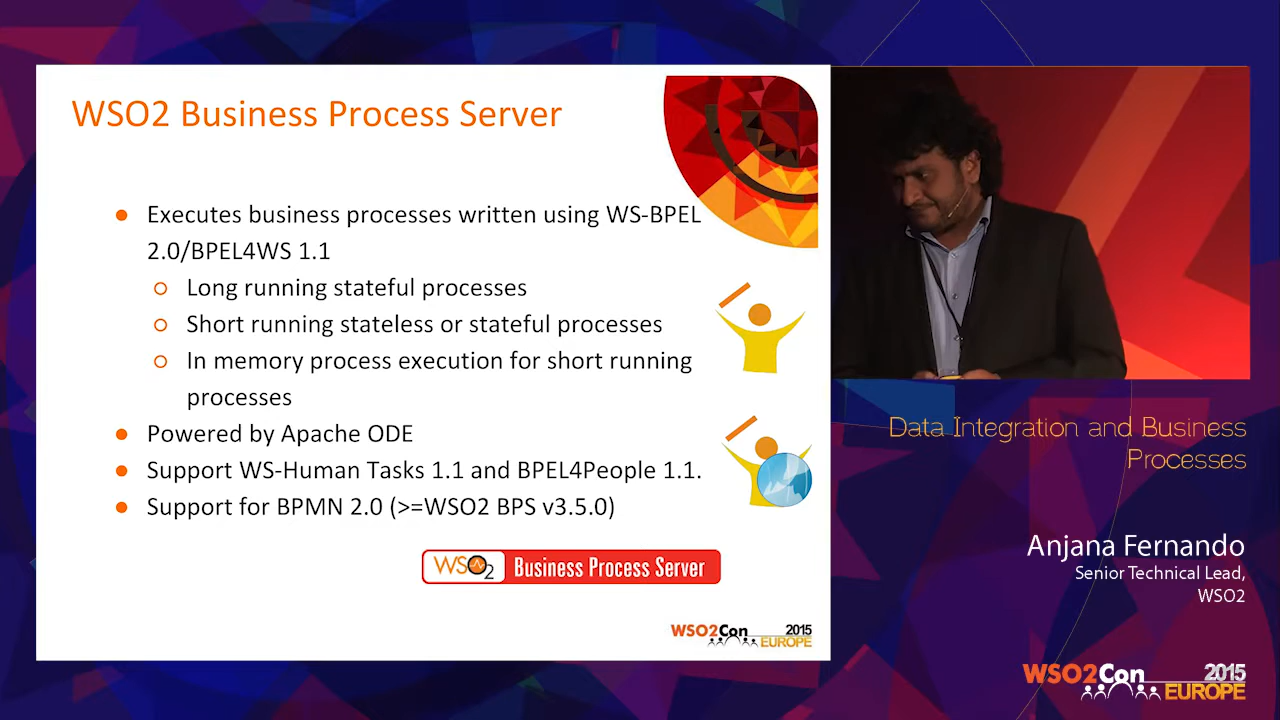 WSO2 Business Process Server
Executes business processes written using WS-BPEL
2.0/BPEL4WS 1.1
Long running stateful processes
Short running stateless or stateful processes
In memory process execution for short running
processes
Powered by Apache ODE
Support WS-Human Tasks 1.1 and BPEL4People 1.1.
Support for BPMN 2.0 (>=WSO2 BPS v3.5.0)
WSO2 Business Process Server
WSO2Con 2015
EUROPE
Data Integration and Business
Processes
Anjana Fernando
Senior Technical Lead,
WSO2
WSO2Con 2015
EUROPE